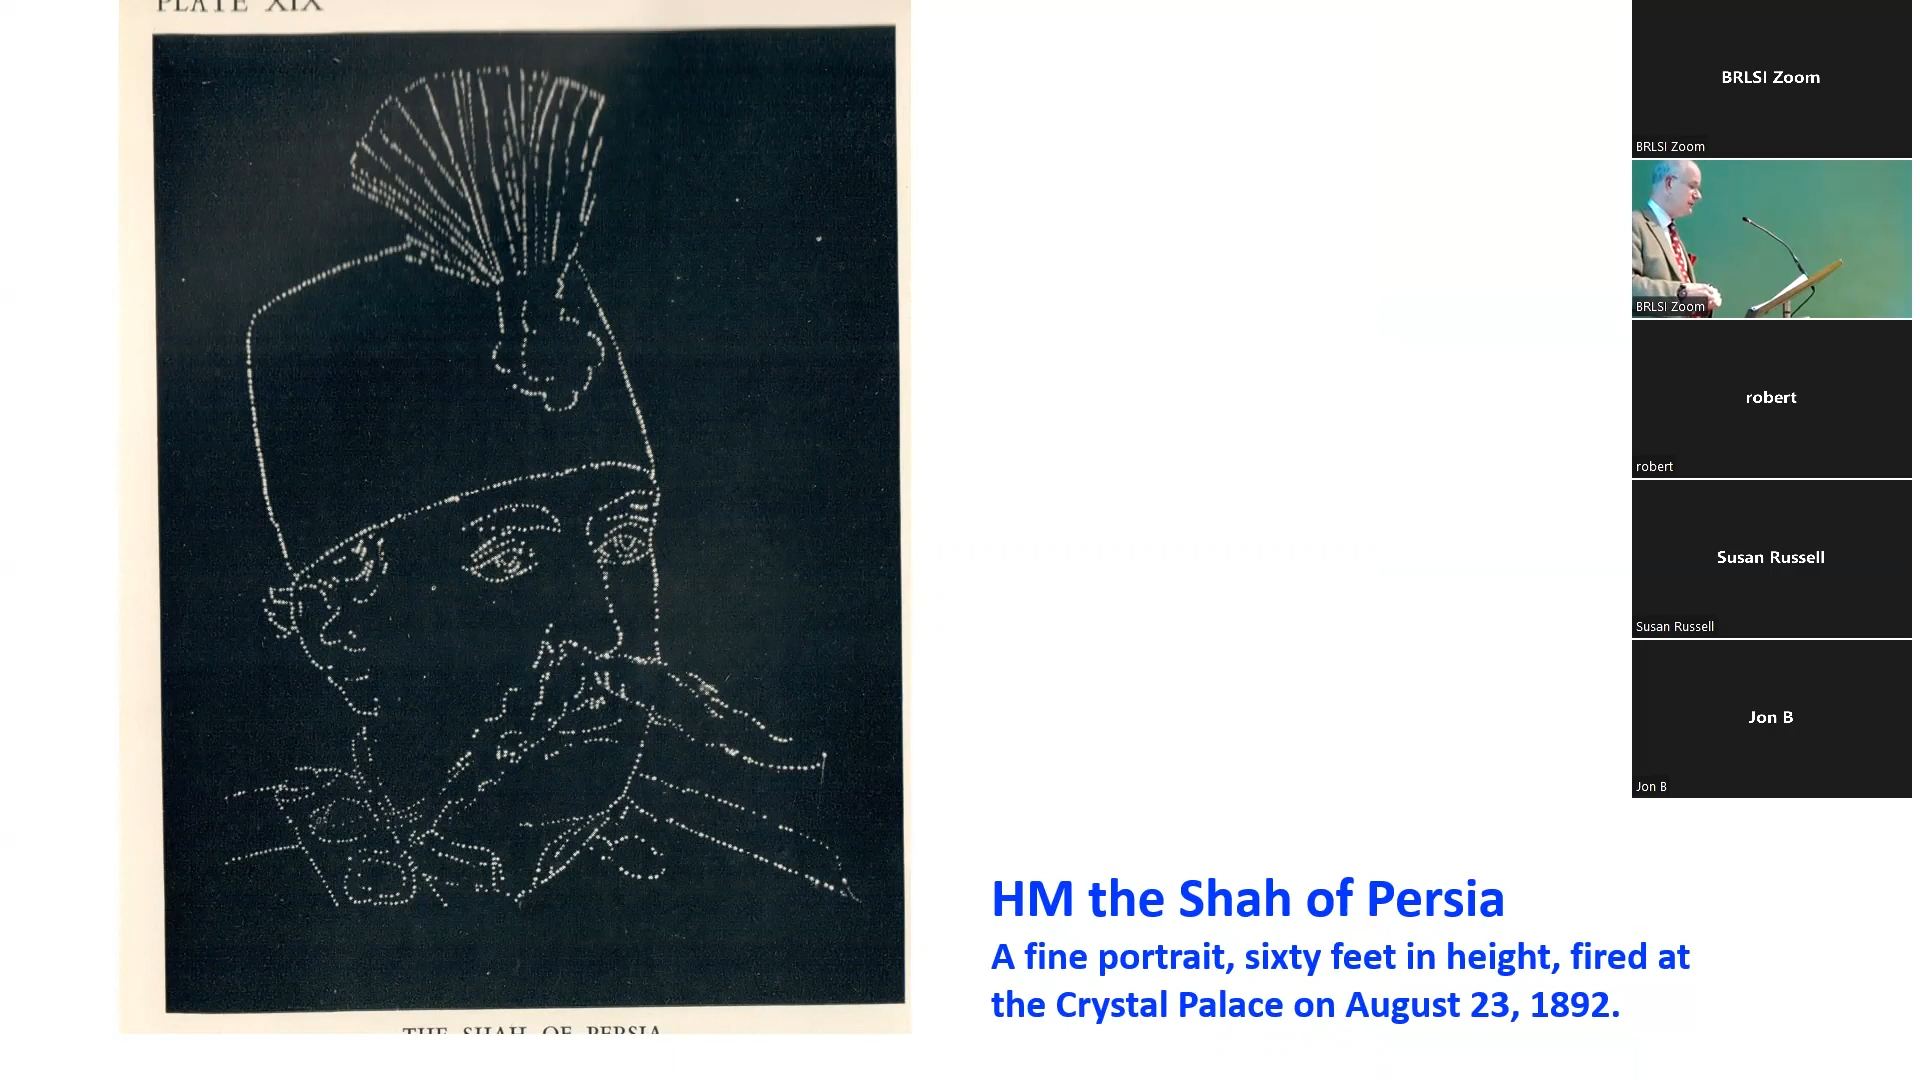 PLATE XIX
THE SHAH OF PERSIA
HM the Shah of Persia
A fine portrait, sixty feet in height, fired at
the Crystal Palace on August 23, 1892.
BRLSI Zoom
BRLSI Zoom
BRLSI Zoom
robert
robert
Susan Russell
Susan Russell
Jon B
Jon B